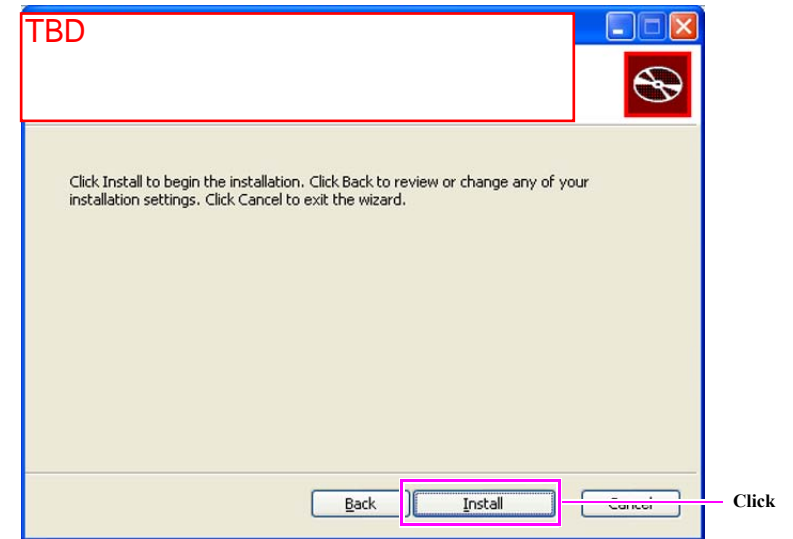 TBD
Click Install to begin the installation. Click Back to review or change any of your
installation settings. Click Cancel to exit the wizard.
Back
Install
Cancel
Click